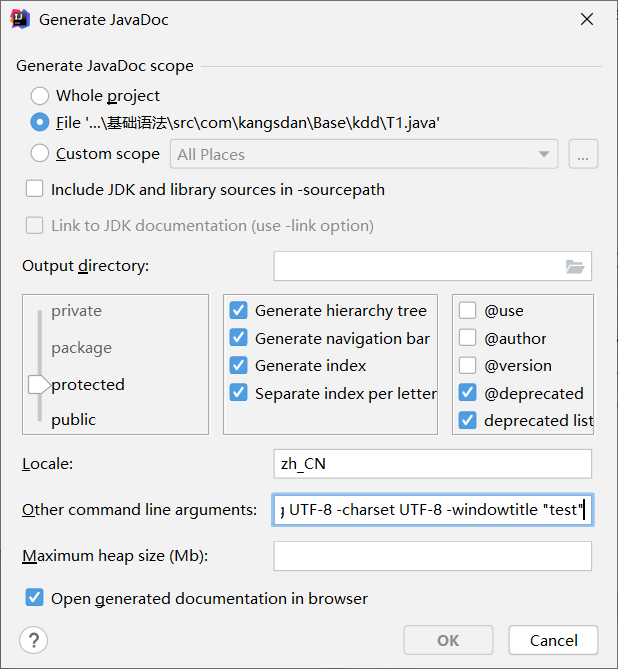 Generate JavaDoc
Generate JavaDoc scope
Whole project
File '...\基础语法\src\com\kangsdan\Base\kdd\T1.java'
Custom scope All Places ...
Include JDK and library sources in -sourcepath
Link to JDK documentation (use -link option)
Output directory:
private
package
protected
public
Generate hierarchy tree
Generate navigation bar
Generate index
Separate index per letter
@use
@author
@version
@deprecated
deprecated list
Locale: zh_CN
Other command line arguments: g UTF-8 -charset UTF-8 -windowtitle "test"
Maximum heap size (Mb):
Open generated documentation in browser
? OK Cancel